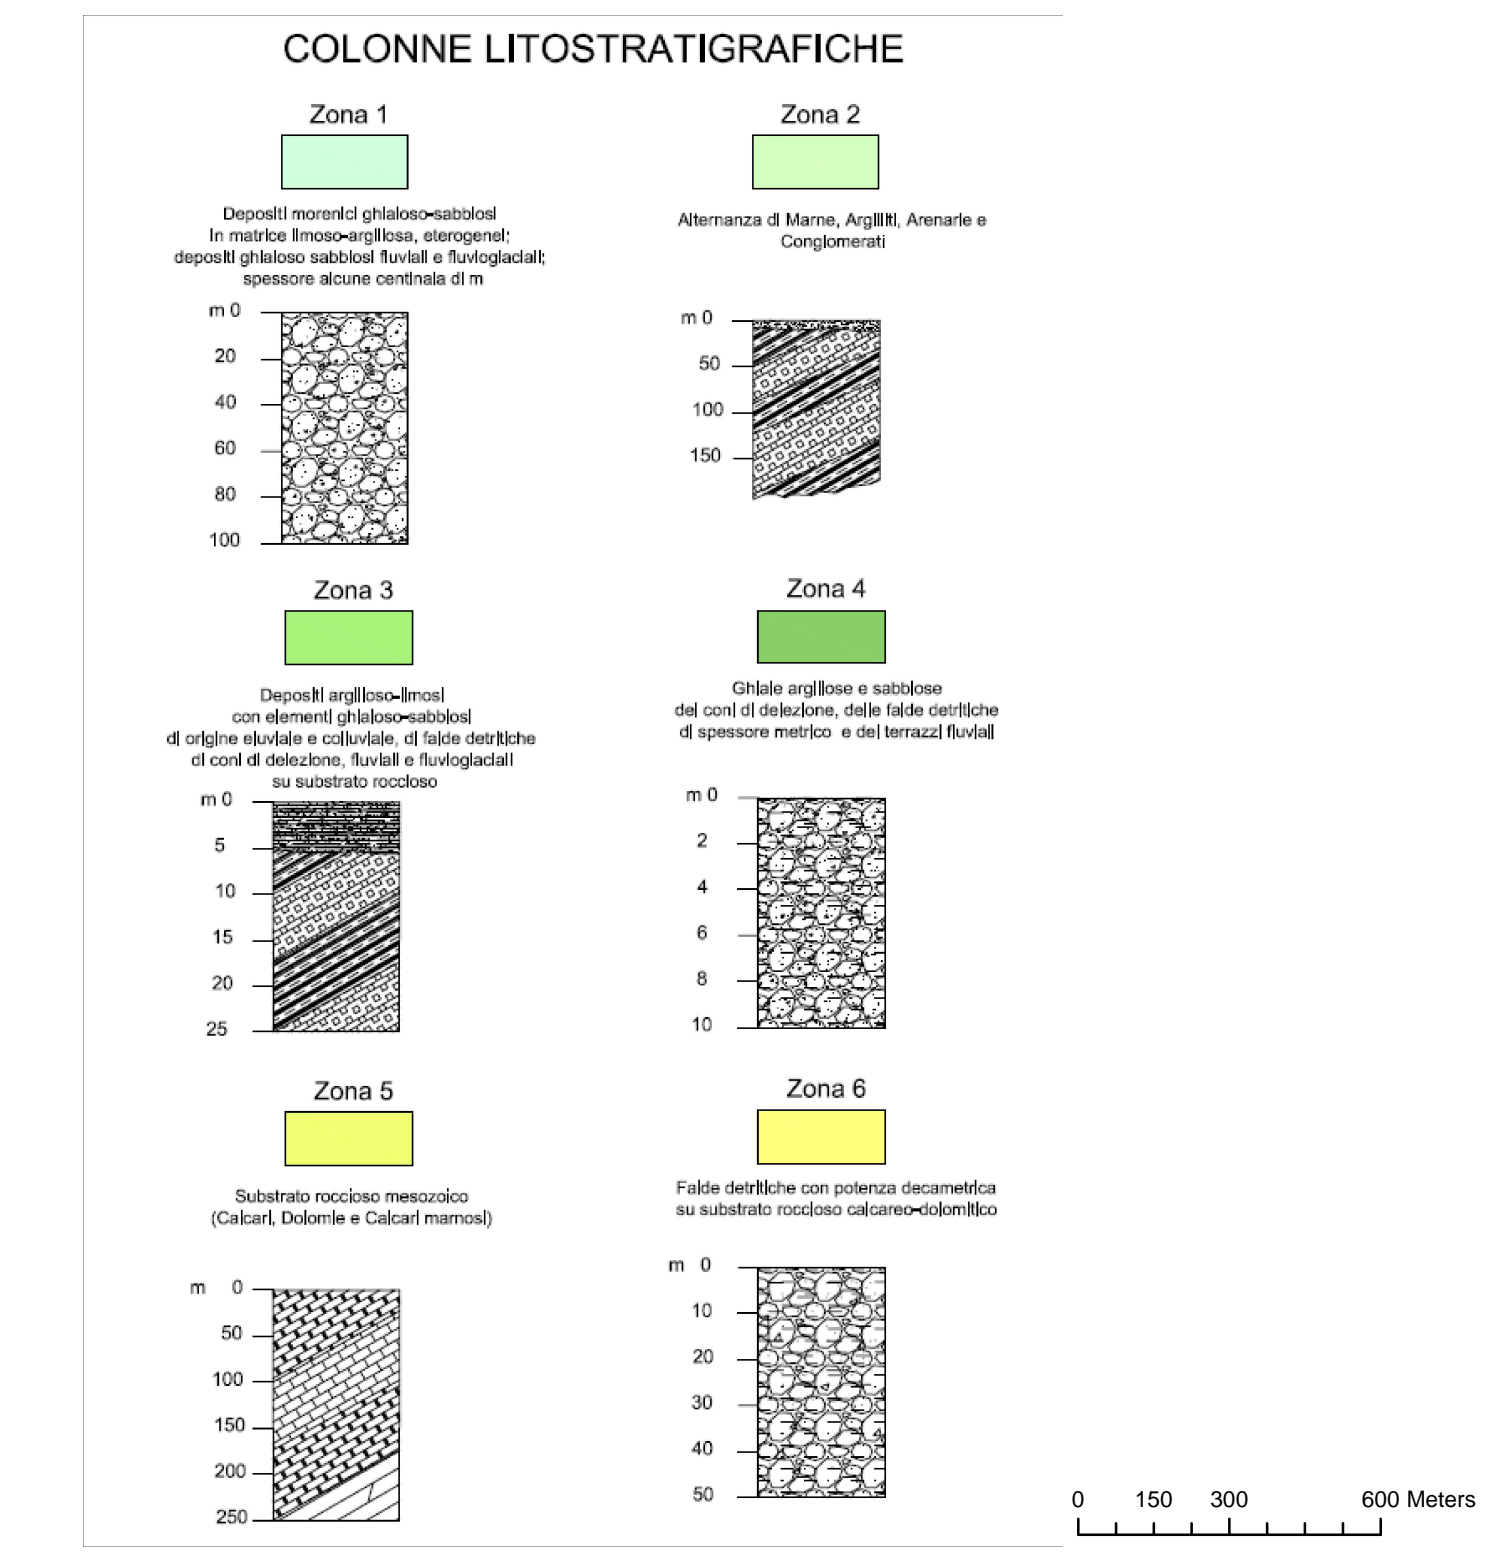 COLONNE LITOSTRATIGRAFICHE
Zona 1
Depositi morenici ghiaioso-sabbiosi
in matrice limoso-argillosa, eterogenei;
depositi ghiaioso sabbiosi fluviali e fluvioglaciali;
spessore alcune centinaia di m
m 0
20
40
60
80
100
Zona 2
Alternanza di Marne, Argilliti, Arenarie e
Conglomerati
m 0
50
100
150
Zona 3
Depositi argilloso-limosi
con elementi ghiaioso-sabbiosi
di origine eluviale e colluviale, di falde detritiche
di coni di deiezione, fluviali e fluvioglaciali
su substrato roccioso
m 0
5
10
15
20
25
Zona 4
Ghiaie argillose e sabbiose
dei coni di deiezione, delle falde detritiche
di spessore metrico e dei terrazzi fluviali
m 0
2
4
6
8
10
Zona 5
Substrato roccioso mesozoico
(Calcari, Dolomie e Calcari marnosi)
m 0
50
100
150
200
250
Zona 6
Falde detritiche con potenza decametrica
su substrato roccioso calcareo-dolomitico
m 0
10
20
30
40
50
0 150 300 600 Meters